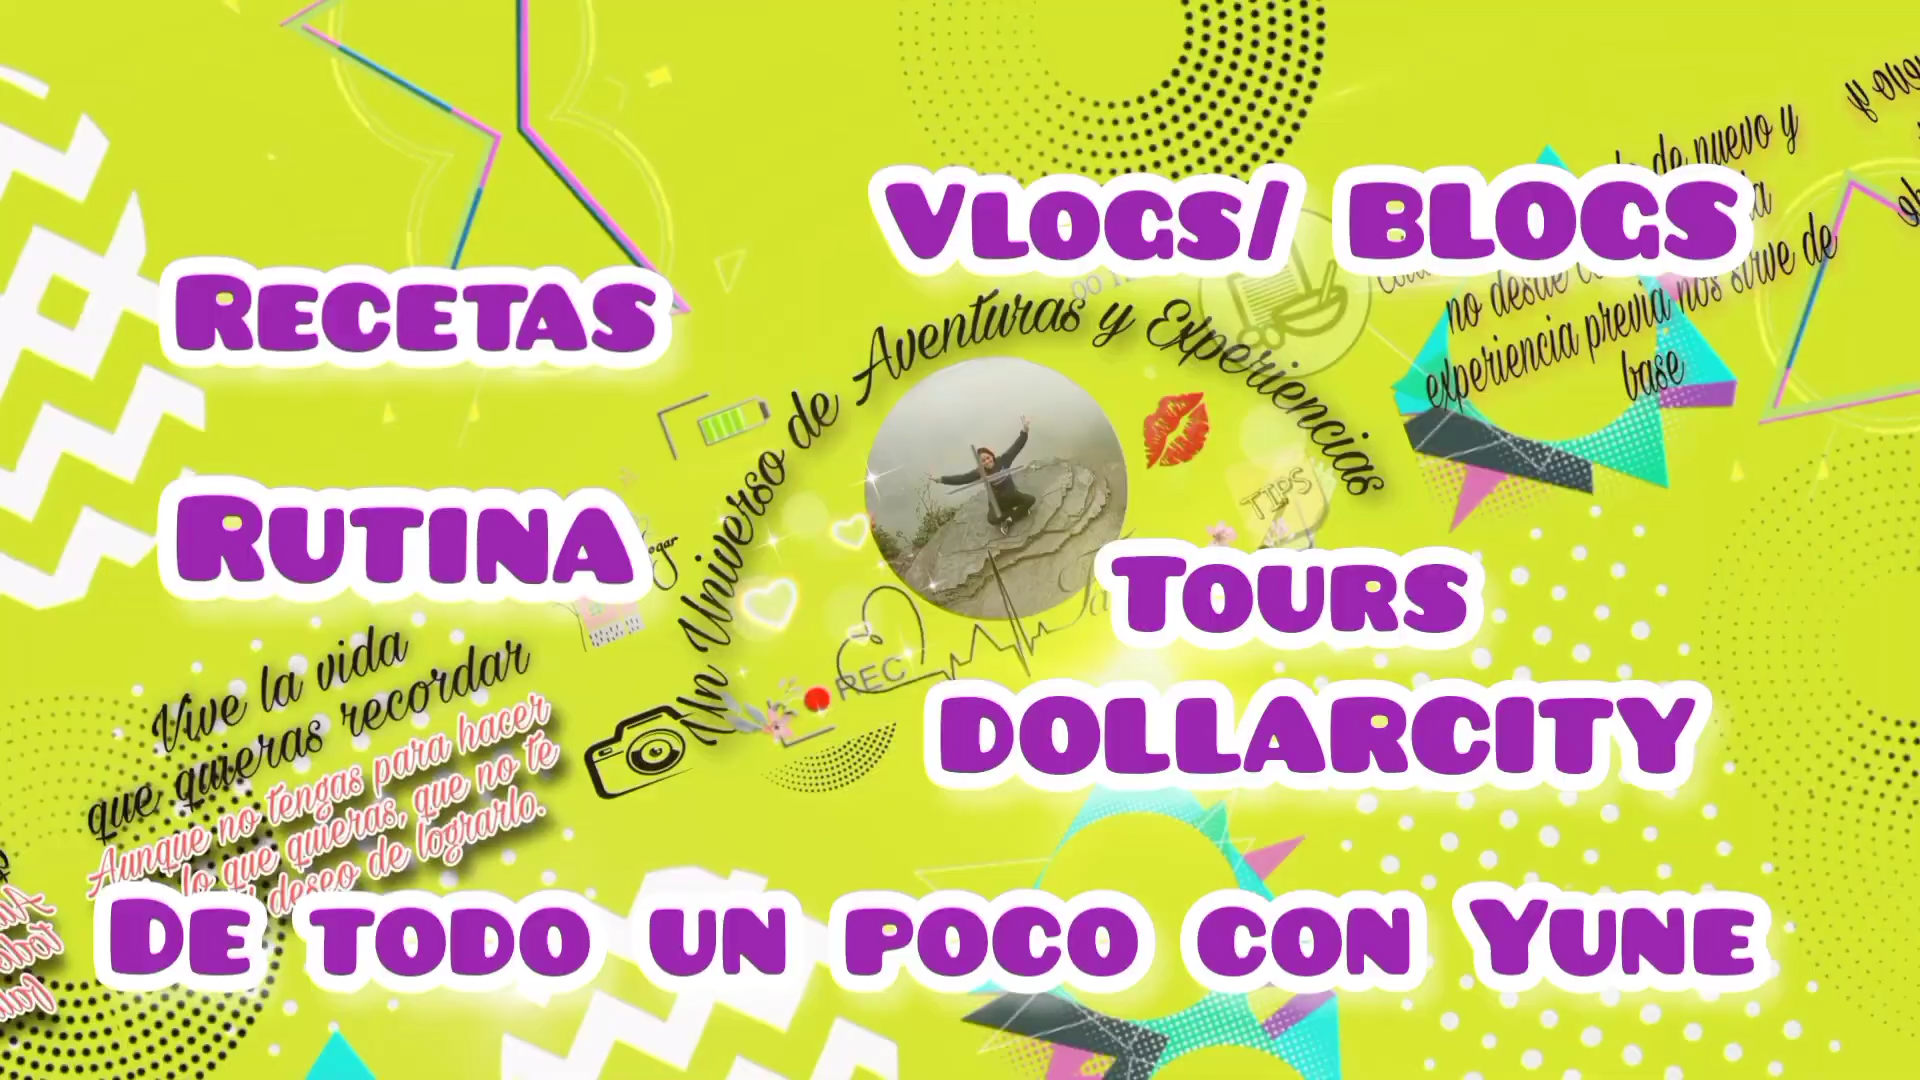 VLOGS/ BLOGS
RECETAS
de nuevo y
no desde
experiencia previa nos sirve de
base
Un Universo de Aventuras y Experiencias
TIPS
RUTINA
TOURS
REC
DOLLARCITY
Vive la vida
que quieras recordar
Aunque no tengas para hacer
lo que quieras, que no te
deseo de lograrlo.
DE TODO UN POCO CON YUNE